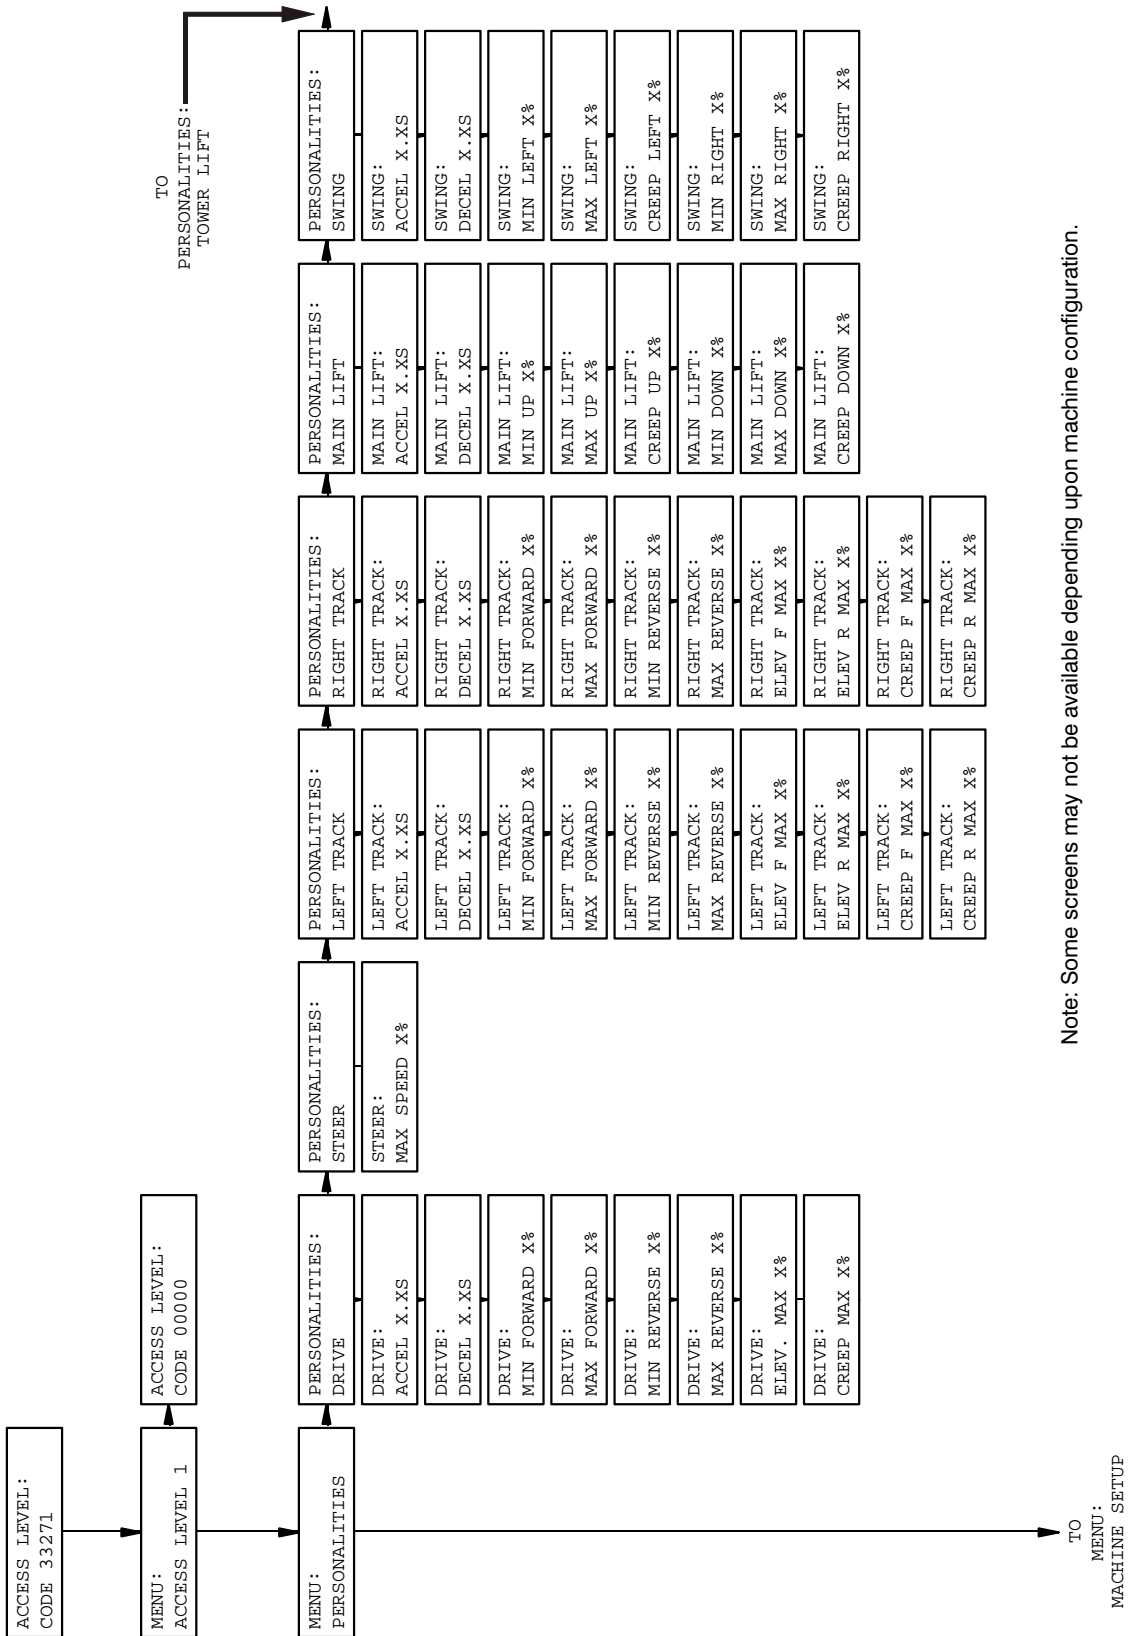 ACCESS LEVEL:
CODE 33271
MENU:
ACCESS LEVEL 1
ACCESS LEVEL:
CODE 00000
MENU:
PERSONALITIES
PERSONALITIES:
DRIVE
DRIVE:
ACCEL X.XS
DRIVE:
DECEL X.XS
DRIVE:
MIN FORWARD X%
DRIVE:
MAX FORWARD X%
DRIVE:
MIN REVERSE X%
DRIVE:
MAX REVERSE X%
DRIVE:
ELEV. MAX X%
DRIVE:
CREEP MAX X%
PERSONALITIES:
STEER
STEER:
MAX SPEED X%
PERSONALITIES:
LEFT TRACK
LEFT TRACK:
ACCEL X.XS
LEFT TRACK:
DECEL X.XS
LEFT TRACK:
MIN FORWARD X%
LEFT TRACK:
MAX FORWARD X%
LEFT TRACK:
MIN REVERSE X%
LEFT TRACK:
MAX REVERSE X%
LEFT TRACK:
ELEV F MAX X%
LEFT TRACK:
ELEV R MAX X%
LEFT TRACK:
CREEP F MAX X%
LEFT TRACK:
CREEP R MAX X%
PERSONALITIES:
RIGHT TRACK
RIGHT TRACK:
ACCEL X.XS
RIGHT TRACK:
DECEL X.XS
RIGHT TRACK:
MIN FORWARD X%
RIGHT TRACK:
MAX FORWARD X%
RIGHT TRACK:
MIN REVERSE X%
RIGHT TRACK:
MAX REVERSE X%
RIGHT TRACK:
ELEV F MAX X%
RIGHT TRACK:
ELEV R MAX X%
RIGHT TRACK:
CREEP F MAX X%
RIGHT TRACK:
CREEP R MAX X%
PERSONALITIES:
MAIN LIFT
MAIN LIFT:
ACCEL X.XS
MAIN LIFT:
DECEL X.XS
MAIN LIFT:
MIN UP X%
MAIN LIFT:
MAX UP X%
MAIN LIFT:
CREEP UP X%
MAIN LIFT:
MIN DOWN X%
MAIN LIFT:
MAX DOWN X%
MAIN LIFT:
CREEP DOWN X%
PERSONALITIES:
SWING
SWING:
ACCEL X.XS
SWING:
DECEL X.XS
SWING:
MIN LEFT X%
SWING:
MAX LEFT X%
SWING:
CREEP LEFT X%
SWING:
MIN RIGHT X%
SWING:
MAX RIGHT X%
SWING:
CREEP RIGHT X%
TO
PERSONALITIES:
TOWER LIFT
TO
MENU:
MACHINE SETUP
Note: Some screens may not be available depending upon machine configuration.